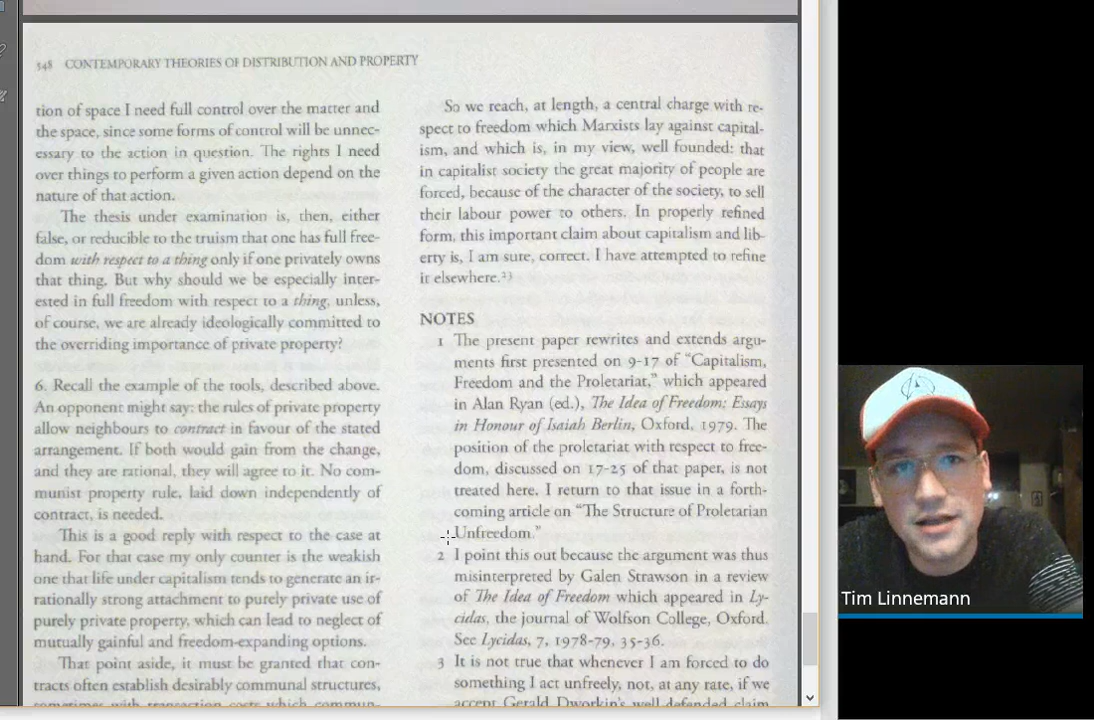 548 CONTEMPORARY THEORIES OF DISTRIBUTION AND PROPERTY
tion of space I need full control over the matter and
the space, since some forms of control will be unnec-
essary to the action in question. The rights I need
over things to perform a given action depend on the
nature of that action.
The thesis under examination is, then, either
false, or reducible to the truism that one has full free-
dom with respect to a thing only if one privately owns
that thing. But why should we be especially inter-
ested in full freedom with respect to a thing, unless,
of course, we are already ideologically committed to
the overriding importance of private property?
6. Recall the example of the tools, described above.
An opponent might say: the rules of private property
allow neighbours to contract in favour of the stated
arrangement. If both would gain from the change,
and they are rational, they will agree to it. No com-
munist property rule, laid down independently of
contract, is needed.
This is a good reply with respect to the case at
hand. For that case my only counter is the weakish
one that life under capitalism tends to generate an ir-
rationally strong attachment to purely private use of
purely private property, which can lead to neglect of
mutually gainful and freedom-expanding options.
That point aside, it must be granted that con-
tracts often establish desirably communal structures,
sometimes with transaction costs which commun-
So we reach, at length, a central charge with re-
spect to freedom which Marxists lay against capital-
ism, and which is, in my view, well founded: that
in capitalist society the great majority of people are
forced, because of the character of the society, to sell
their labour power to others. In properly refined
form, this important claim about capitalism and lib-
erty is, I am sure, correct. I have attempted to refine
it elsewhere.²³
NOTES
1 The present paper rewrites and extends argu-
ments first presented on 9-17 of "Capitalism,
Freedom and the Proletariat," which appeared
in Alan Ryan (ed.), The Idea of Freedom: Essays
in Honour of Isaiah Berlin, Oxford, 1979. The
position of the proletariat with respect to free-
dom, discussed on 17-25 of that paper, is not
treated here. I return to that issue in a forth-
coming article on "The Structure of Proletarian
Unfreedom."
2 I point this out because the argument was thus
misinterpreted by Galen Strawson in a review
of The Idea of Freedom which appeared in Ly-
cidas, the journal of Wolfson College, Oxford.
See Lycidas, 7, 1978-79, 35-36.
3 It is not true that whenever I am forced to do
something I act unfreely, not, at any rate, if we
accept Gerald Dworkin's well defended claim
Tim Linnemann